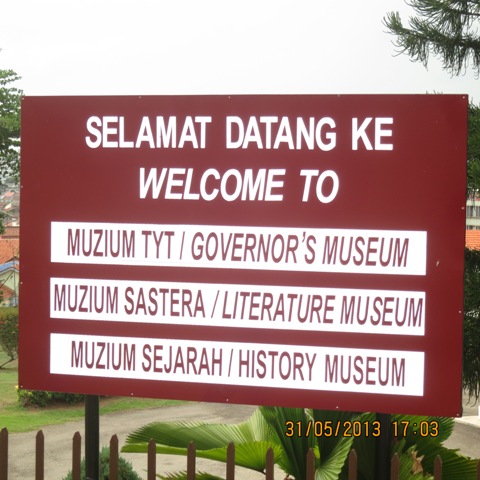 SELAMAT DATANG KE
WELCOME TO
MUZIUM TYT / GOVERNOR'S MUSEUM
MUZIUM SASTERA / LITERATURE MUSEUM
MUZIUM SEJARAH / HISTORY MUSEUM
31/05/2013 17:03